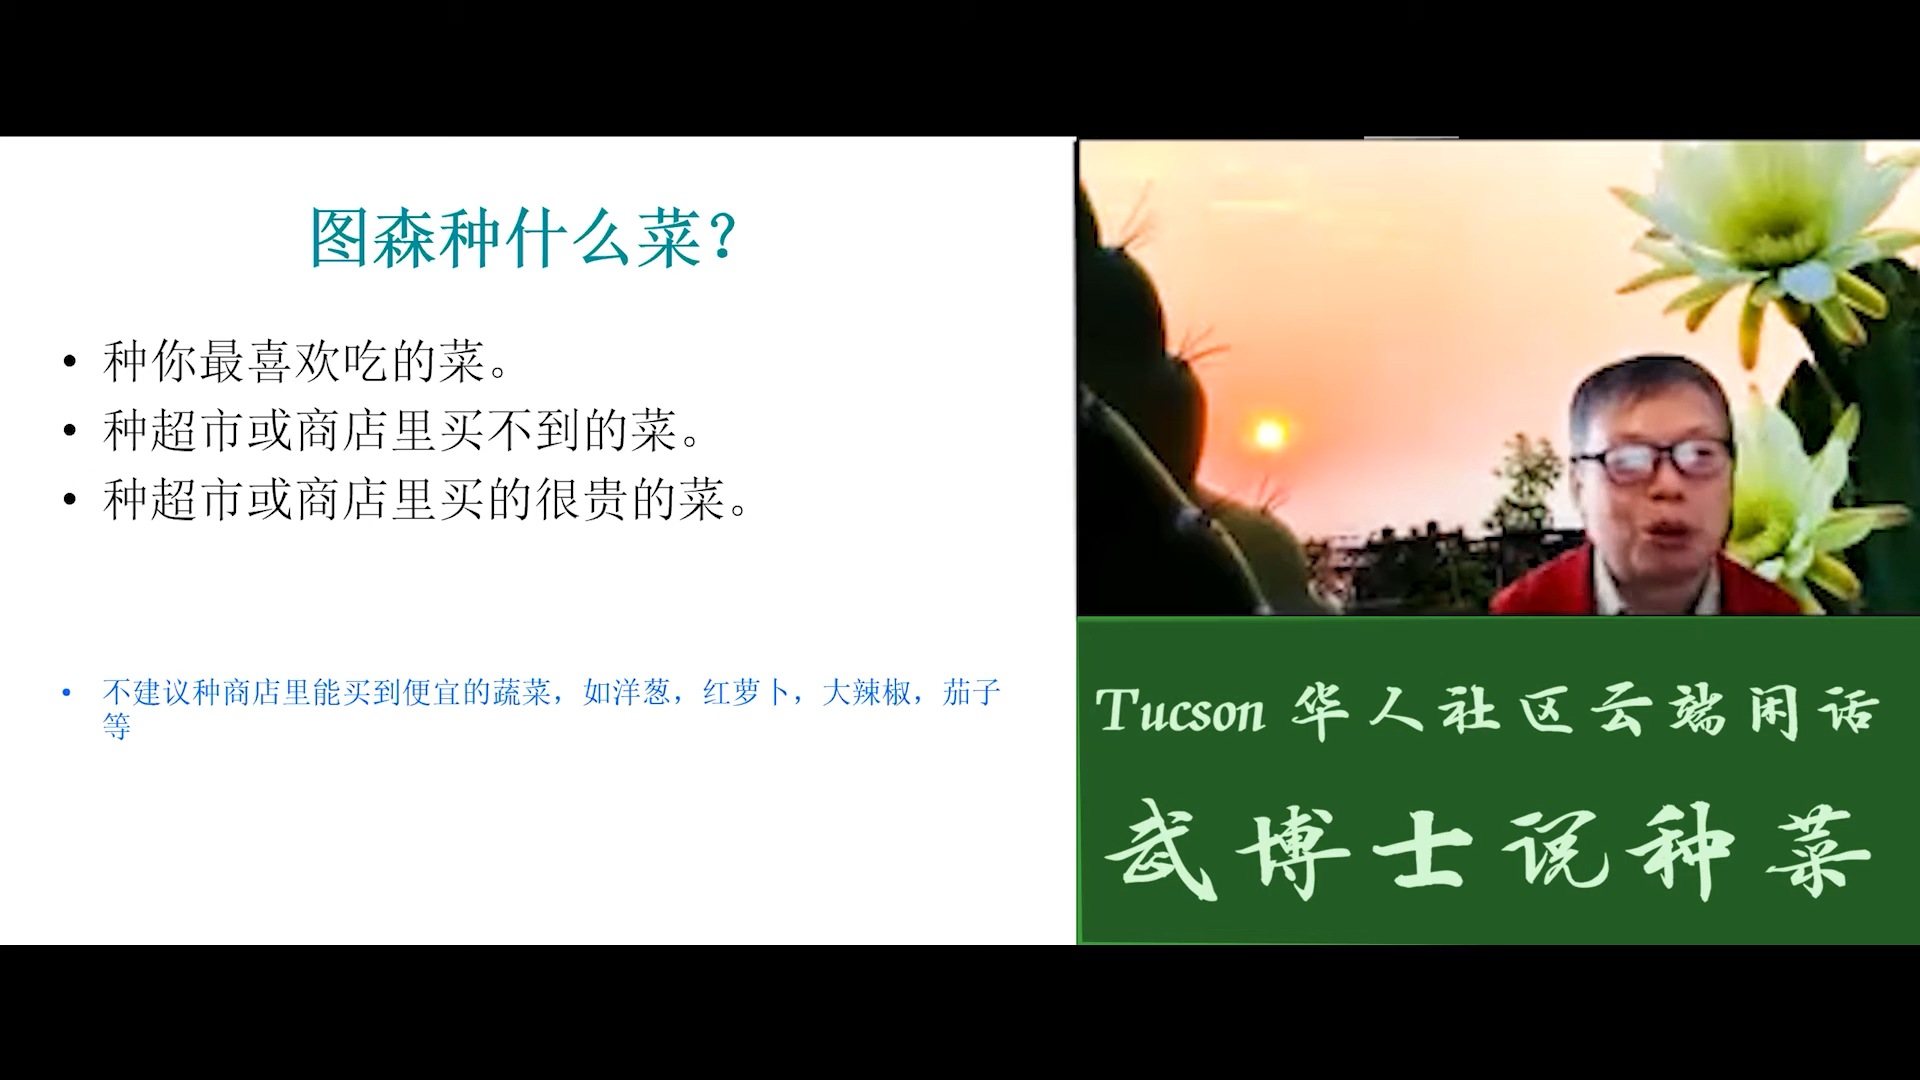 图森种什么菜？
• 种你最喜欢吃的菜。
• 种超市或商店里买不到的菜。
• 种超市或商店里买的很贵的菜。
• 不建议种商店里能买到便宜的蔬菜，如洋葱，红萝卜，大辣椒，茄子
等
Tucson 华人社区云端闲话
武博士说种菜